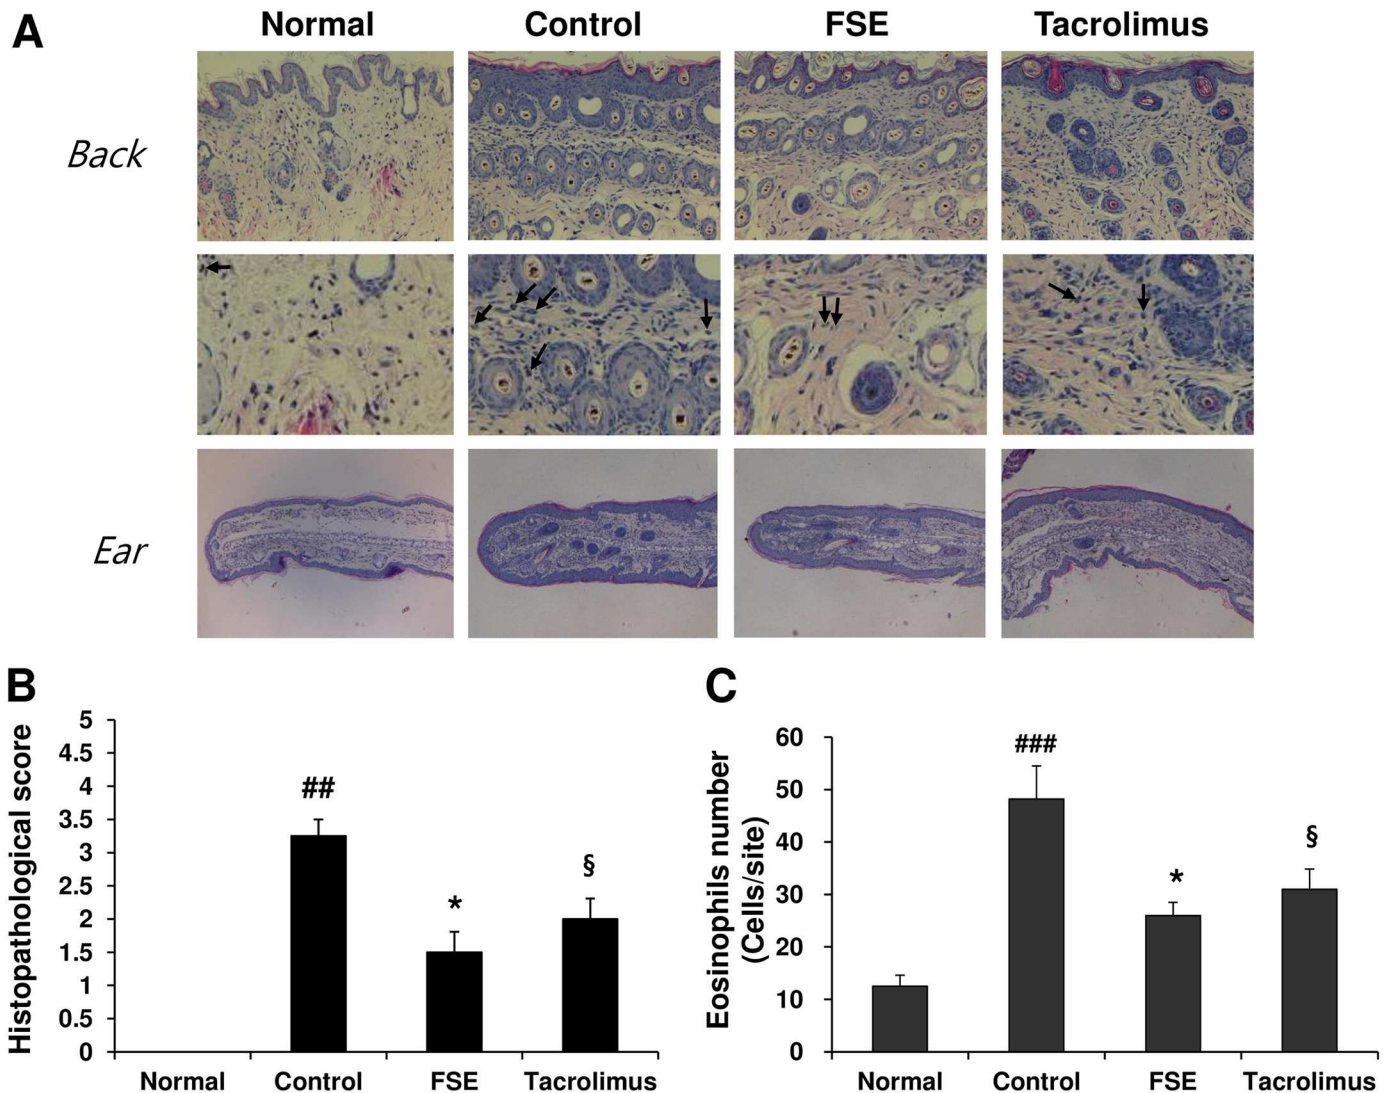 A
Normal Control FSE Tacrolimus
Back
Ear
B
Histopathological score
5
4.5
4
3.5
3
2.5
2
1.5
1
0.5
0
##
*
§
Normal Control FSE Tacrolimus
C
Eosinophils number
(Cells/site)
60
50
40
30
20
10
0
###
*
§
Normal Control FSE Tacrolimus